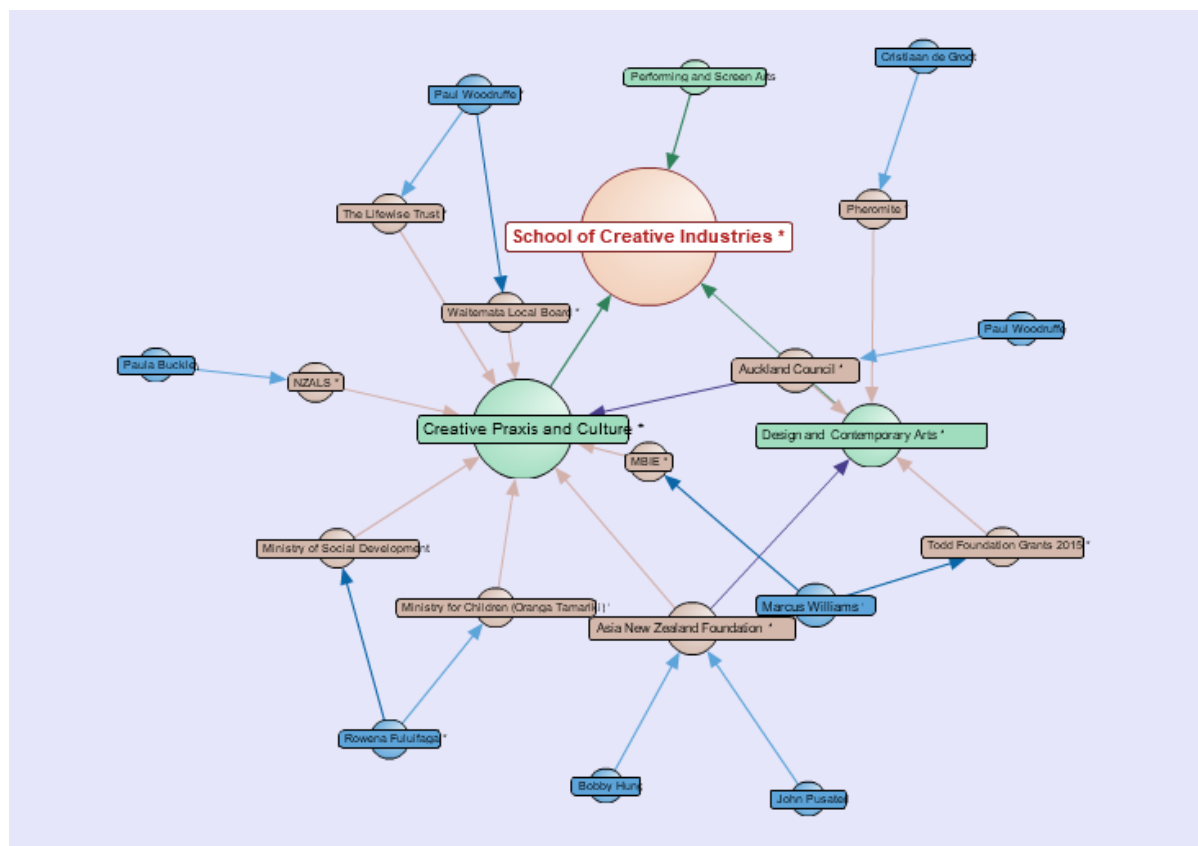 Cristiaan de Groot
Performing and Screen Arts
Paul Woodruffe *
The Lifewise Trust *
Pheromite *
School of Creative Industries *
Waitemata Local Board *
Paul Woodruffe
Paula Buckle
NZALS *
Auckland Council *
Creative Praxis and Culture *
Design and Contemporary Arts *
MBIE *
Ministry of Social Development
Todd Foundation Grants 2015 *
Ministry for Children (Oranga Tamariki) *
Marcus Williams *
Asia New Zealand Foundation *
Rowena Fuluifaga *
Bobby Hung
John Pusateri